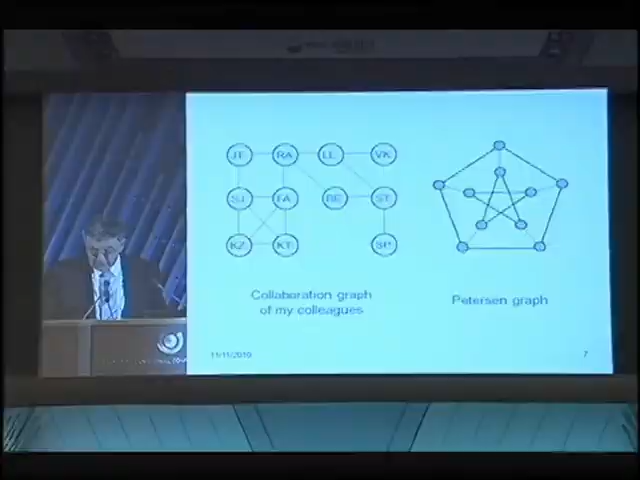 JF RA LL VK
SJ FA BE ST
KZ KT SP
Collaboration graph
of my colleagues
Petersen graph
11/11/2010
7